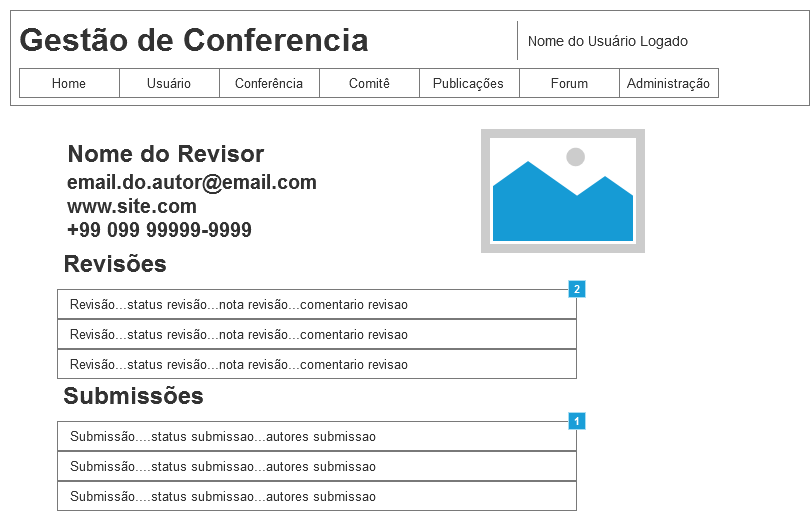 Gestão de Conferencia
Nome do Usuário Logado
Home Usuário Conferência Comitê Publicações Forum Administração
Nome do Revisor
email.do.autor@email.com
www.site.com
+99 099 99999-9999
Revisões
2
Revisão...status revisão...nota revisão...comentario revisao
Revisão...status revisão...nota revisão...comentario revisao
Revisão...status revisão...nota revisão...comentario revisao
Submissões
1
Submissão....status submissao...autores submissao
Submissão....status submissao...autores submissao
Submissão....status submissao...autores submissao